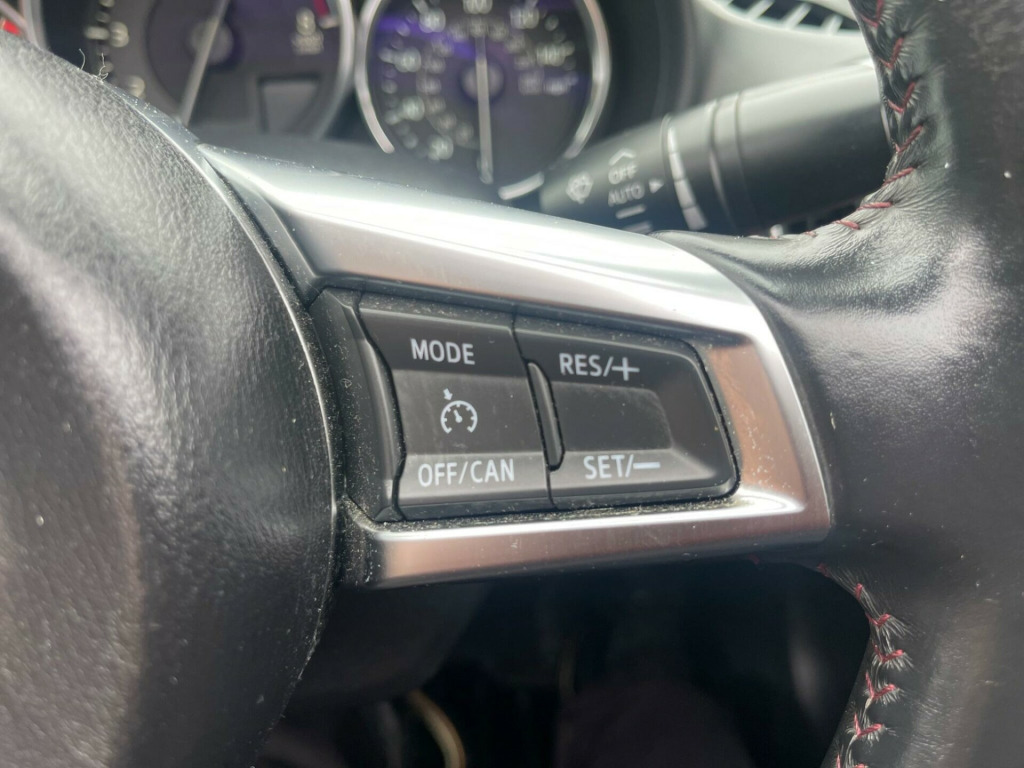 OFF
AUTO
MODE
RES/+
OFF/CAN
SET/—